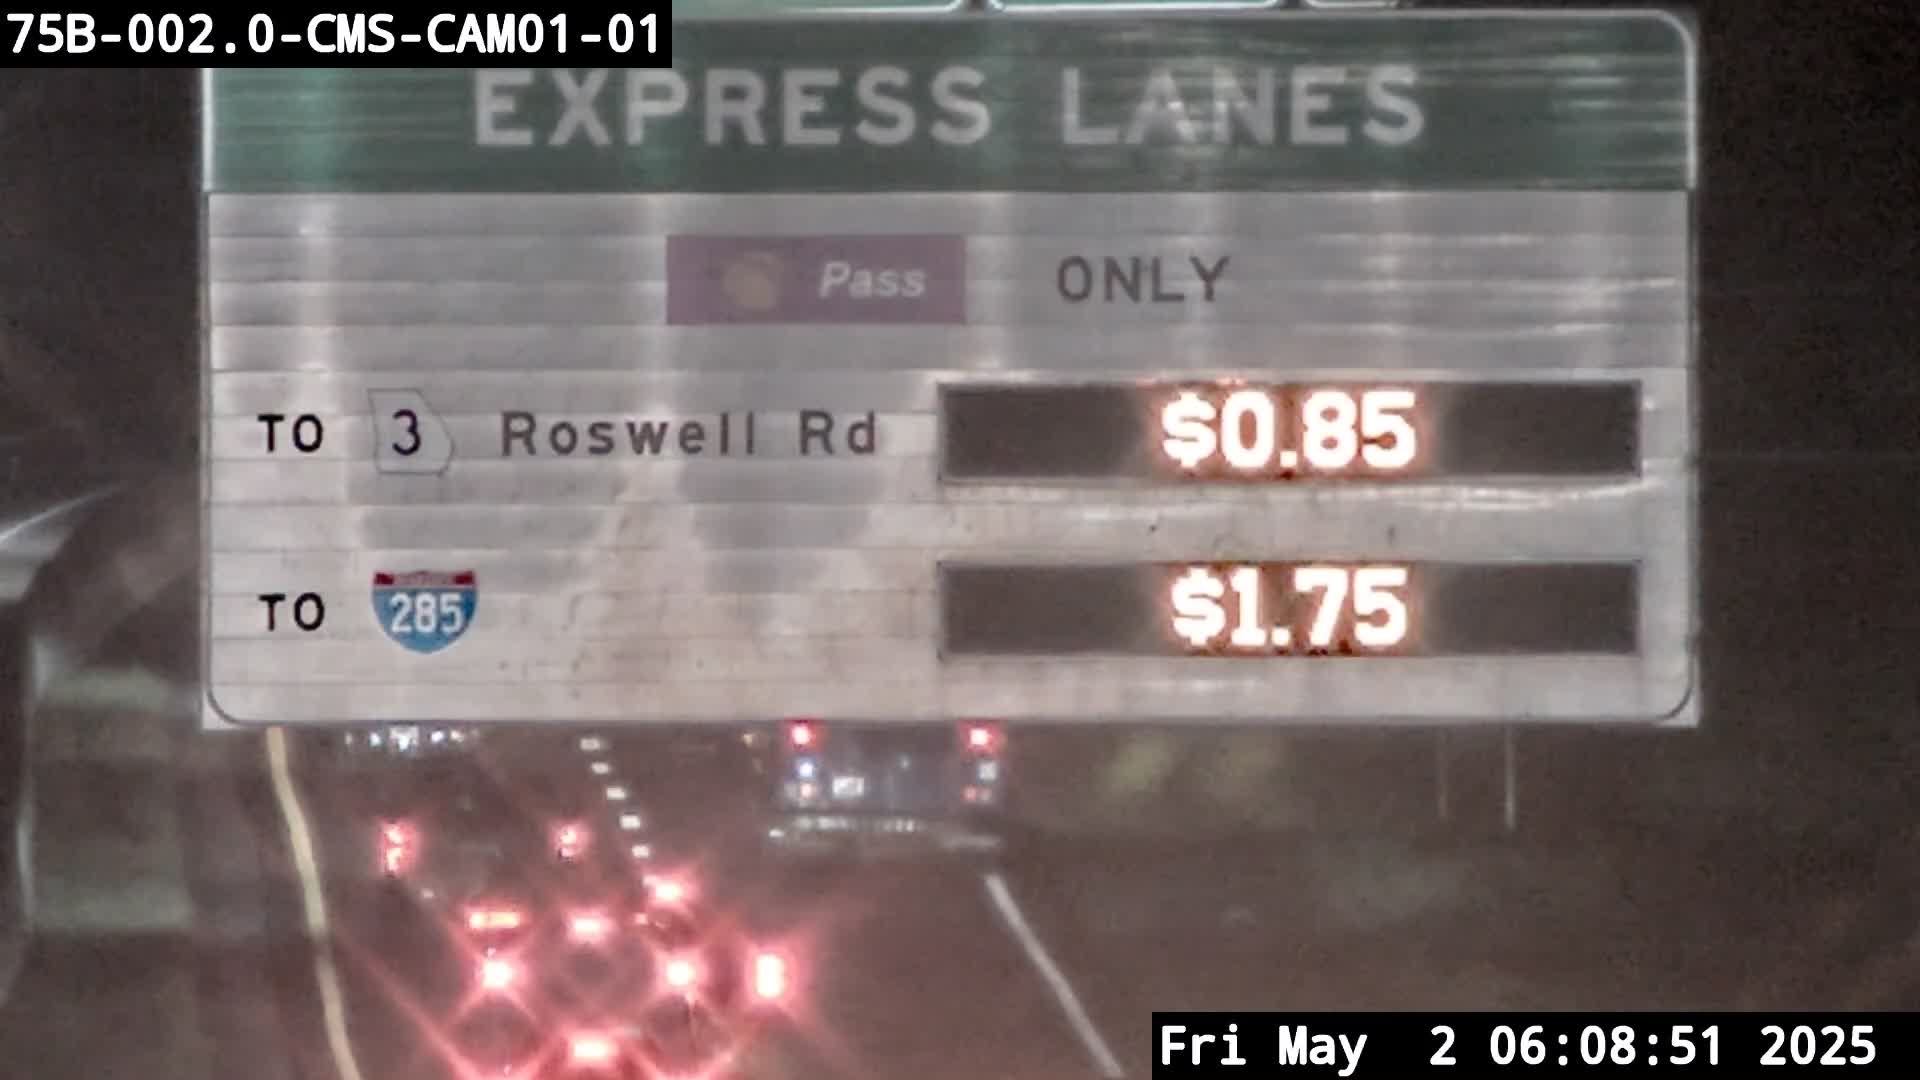 75B-002.0-CMS-CAM01-01
EXPRESS LANES
Pass ONLY
TO 3 Roswell Rd $0.85
TO 285 $1.75
Fri May 2 06:08:51 2025